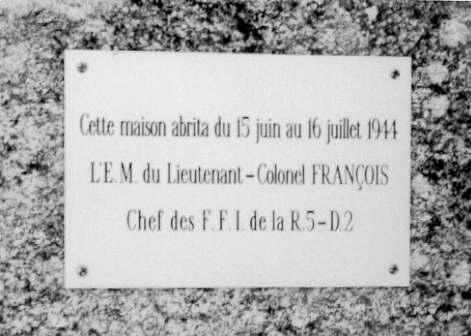 Cette maison abrita du 15 juin au 16 juillet 1944
L'E.M. du Lieutenant-Colonel FRANÇOIS
Chef des F.F.I. de la R.5-D.2